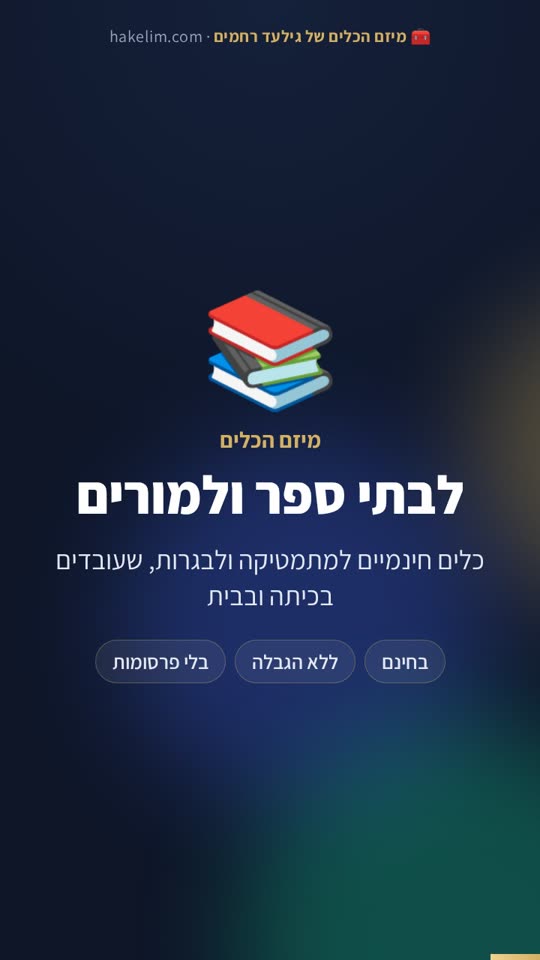 🧰 מיזם הכלים של גילעד רחמים · hakelim.com
מיזם הכלים
לבתי ספר ולמורים
כלים חינמיים למתמטיקה ולבגרות, שעובדים
בכיתה ובבית
בחינם
ללא הגבלה
בלי פרסומות